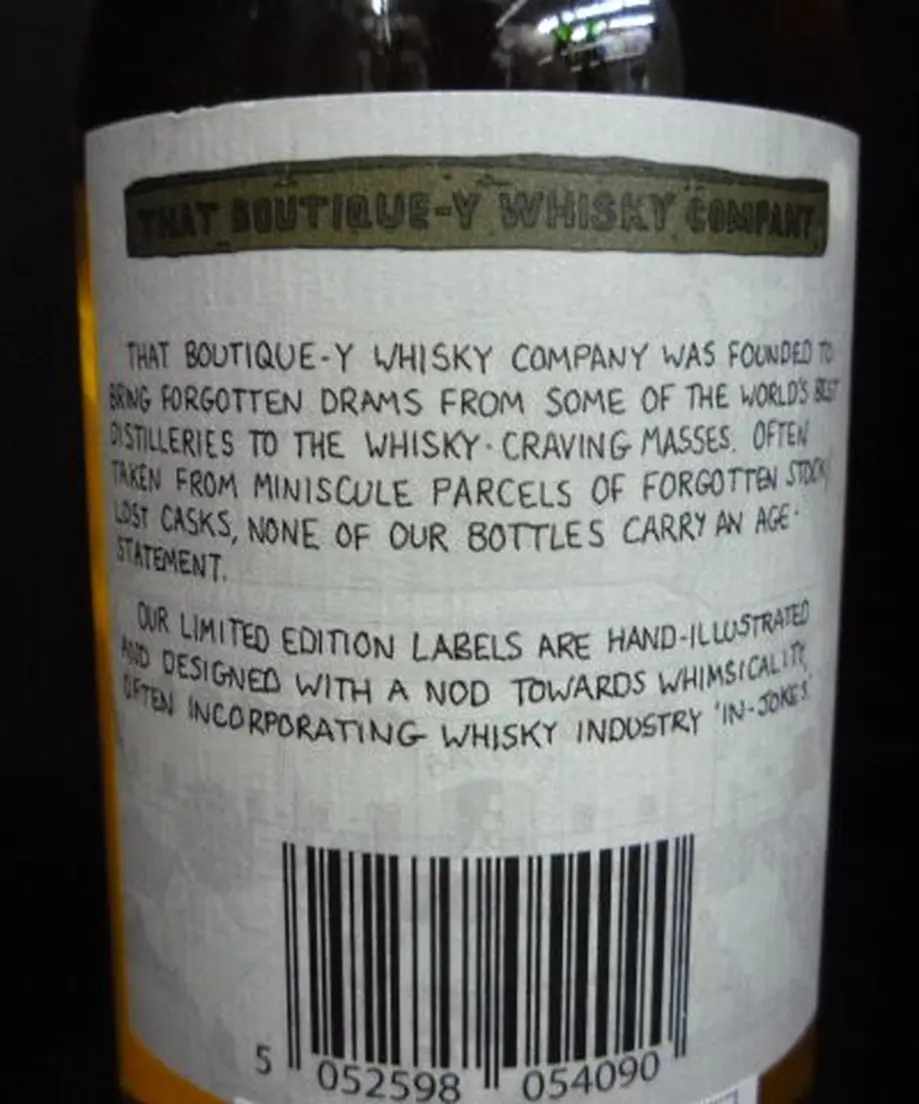 THAT BOUTIQUE-Y WHISKY COMPANY
THAT BOUTIQUE-Y WHISKY COMPANY WAS FOUNDED TO
BRING FORGOTTEN DRAMS FROM SOME OF THE WORLD'S BEST
DISTILLERIES TO THE WHISKY-CRAVING MASSES. OFTEN
TAKEN FROM MINISCULE PARCELS OF FORGOTTEN STOCK/
LOST CASKS, NONE OF OUR BOTTLES CARRY AN AGE-
STATEMENT.
OUR LIMITED EDITION LABELS ARE HAND-ILLUSTRATED
AND DESIGNED WITH A NOD TOWARDS WHIMSICALITY,
OFTEN INCORPORATING WHISKY INDUSTRY 'IN-JOKES'.
5 052598 054090